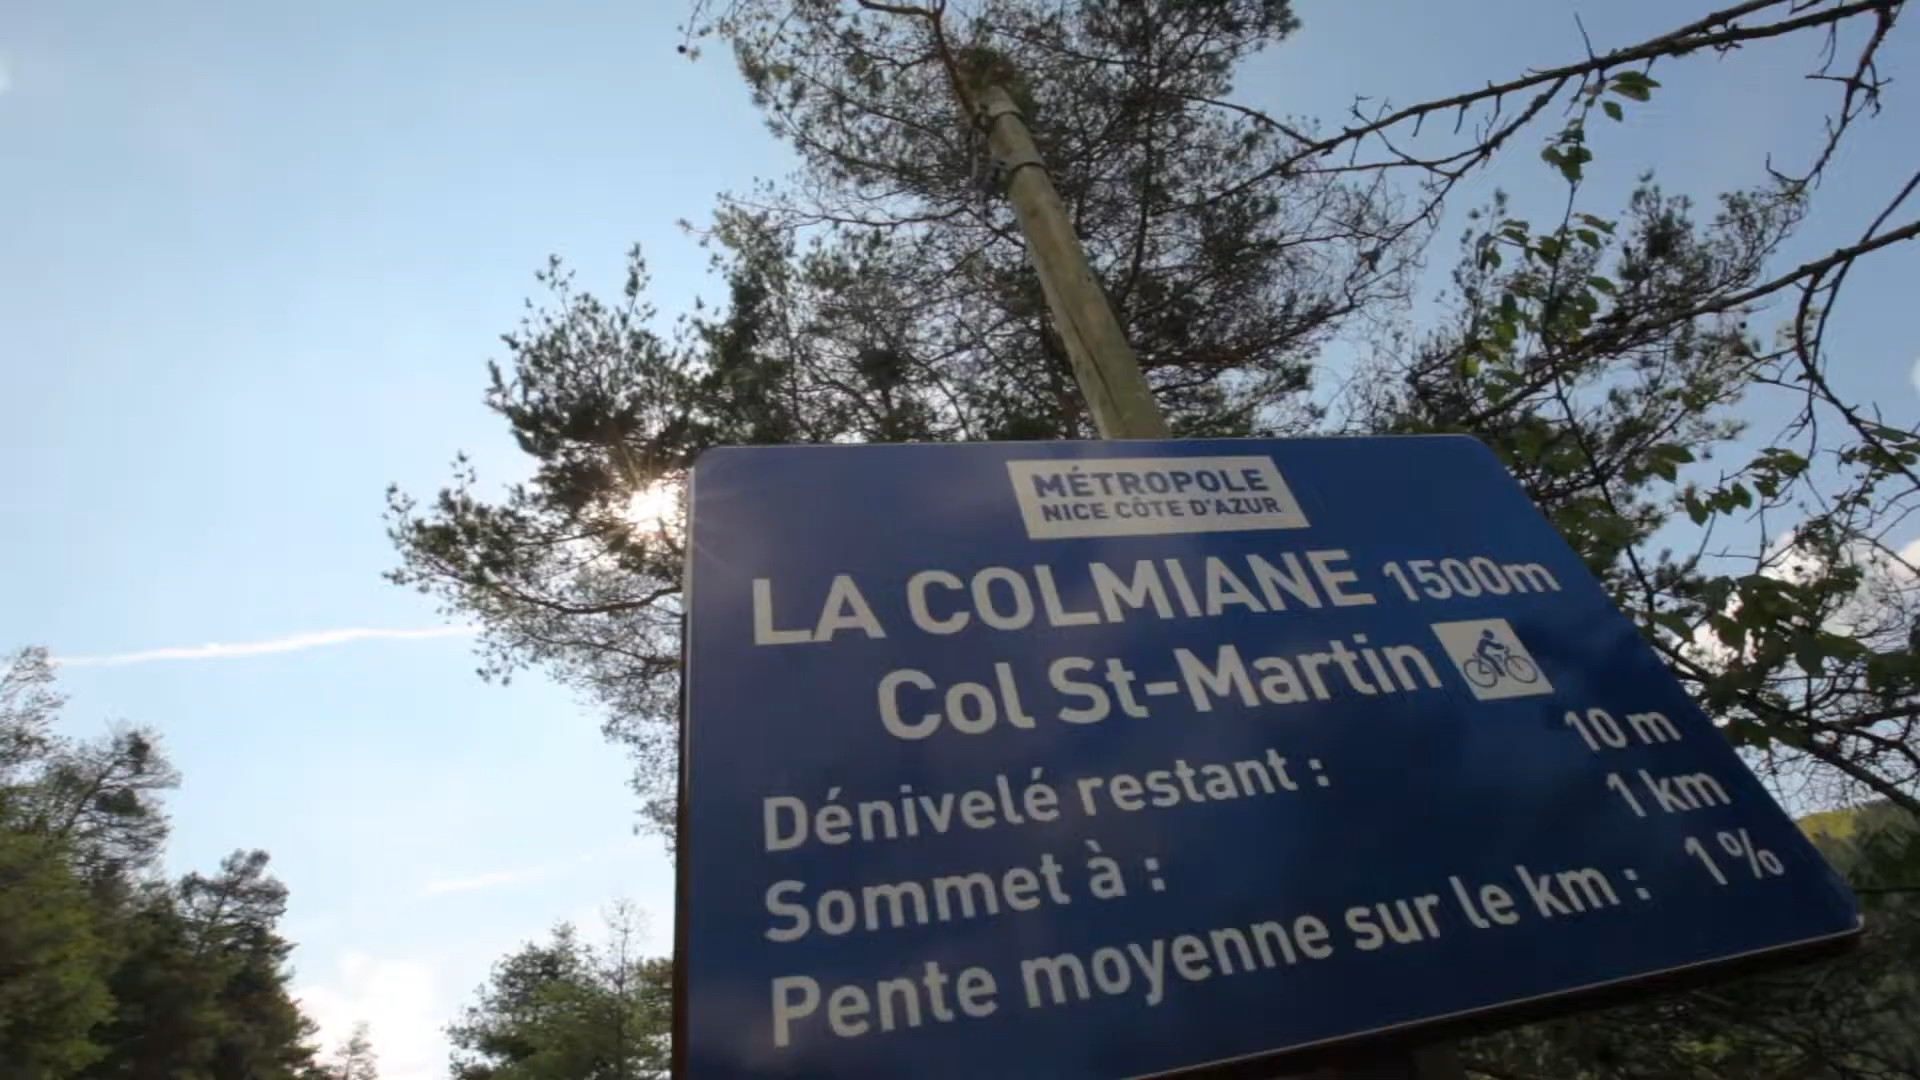 MÉTROPOLE
NICE CÔTE D'AZUR
LA COLMIANE 1500m
Col St-Martin
Dénivelé restant : 10 m
Sommet à : 1 km
Pente moyenne sur le km : 1%